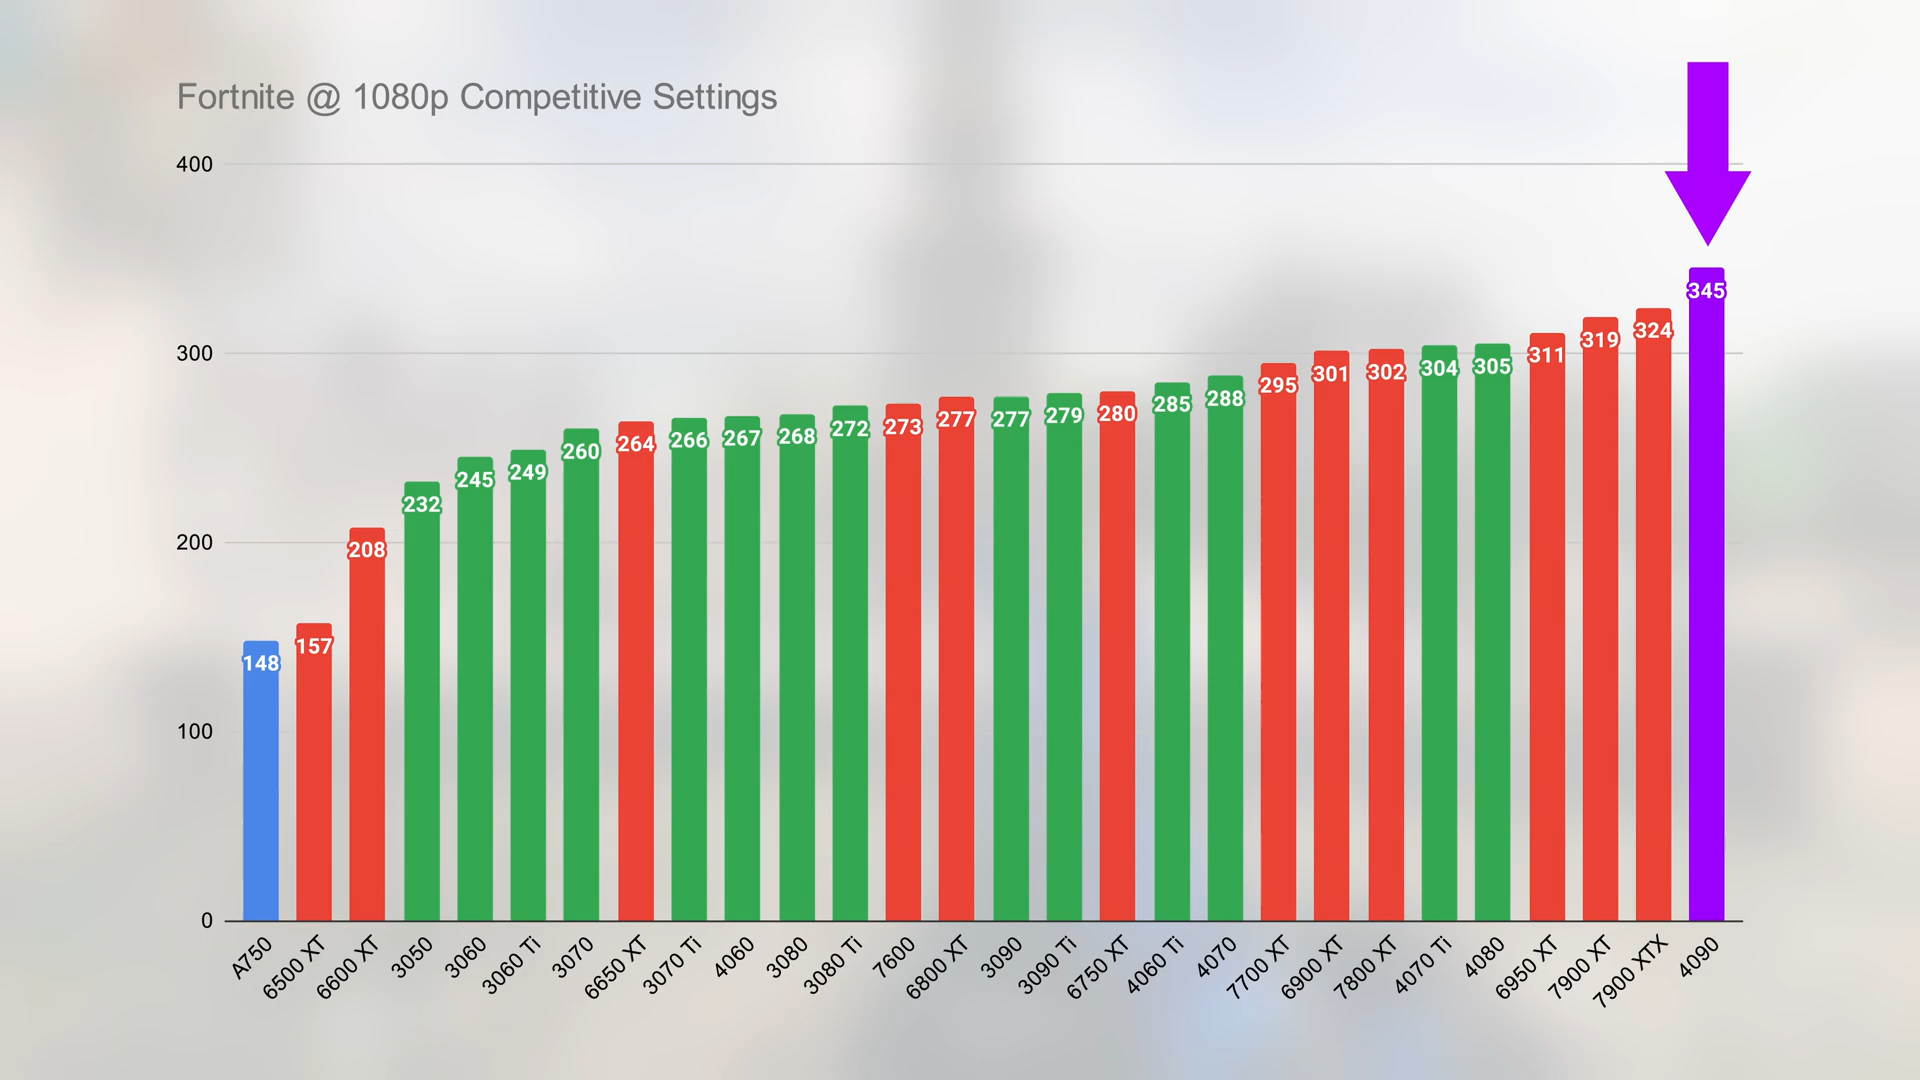 Fortnite @ 1080p Competitive Settings
400
300
200
100
0
148
157
208
232
245
249
260
264
266
267
268
272
273
277
277
279
280
285
288
295
301
302
304
305
311
319
324
345
A750
6500 XT
6600 XT
3050
3060
3060 Ti
3070
6650 XT
3070 Ti
4060
3080
3080 Ti
7600
6800 XT
3090
3090 Ti
6750 XT
4060 Ti
4070
7700 XT
6900 XT
7800 XT
4070 Ti
4080
6950 XT
7900 XT
7900 XTX
4090